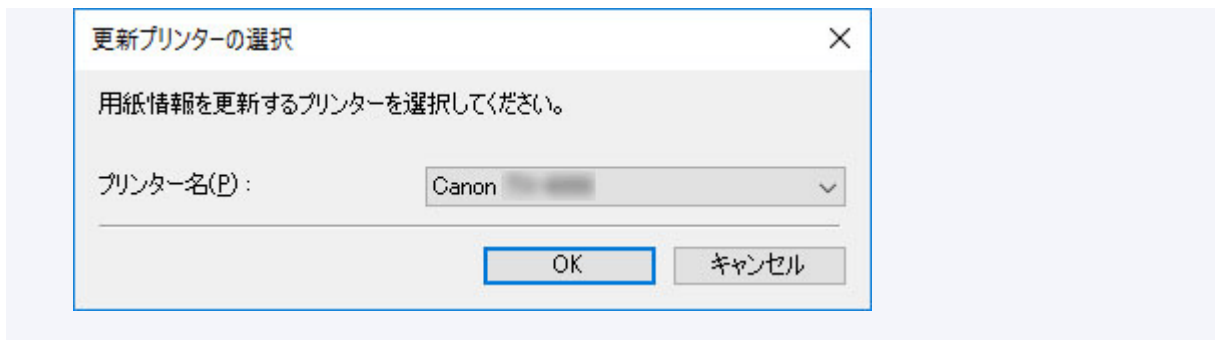 更新プリンターの選択
用紙情報を更新するプリンターを選択してください。
プリンター名(P) :
Canon
OK
キャンセル